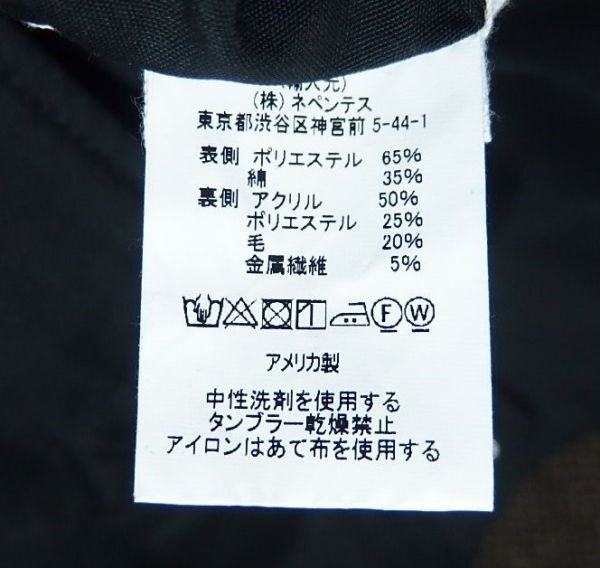 (輸入元)
(株) ネペンテス
東京都渋谷区神宮前 5-44-1
表側 ポリエステル 65%
綿 35%
裏側 アクリル 50%
ポリエステル 25%
毛 20%
金属繊維 5%
F W
アメリカ製
中性洗剤を使用する
タンブラー乾燥禁止
アイロンはあて布を使用する